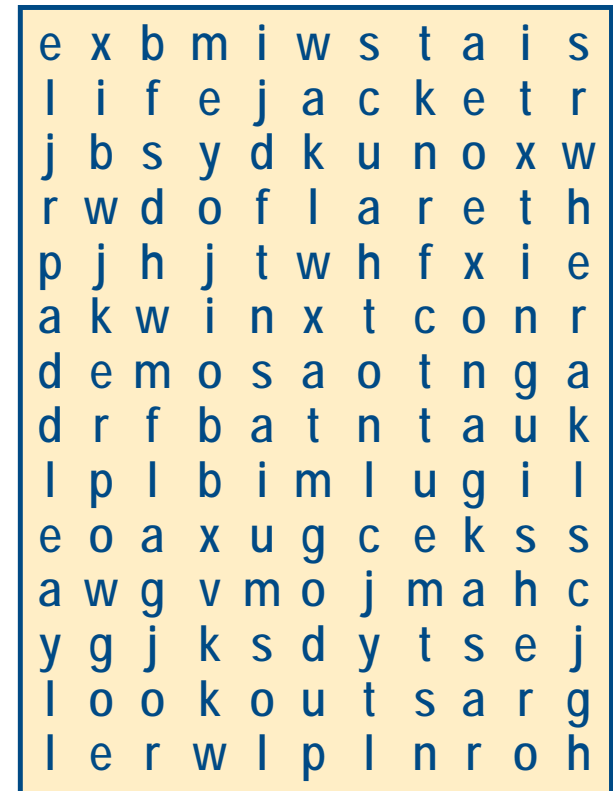 e x b m i w s t a i s
l i f e j a c k e t r
j b s y d k u n o x w
r w d o f l a r e t h
p j h j t w h f x i e
a k w i n x t c o n r
d e m o s a o t n g a
d r f b a t n t a u k
l p l b i m l u g i l
e o a x u g c e k s s
a w g v m o j m a h c
y g j k s d y t s e j
l o o k o u t s a r g
l e r w l p l n r o h